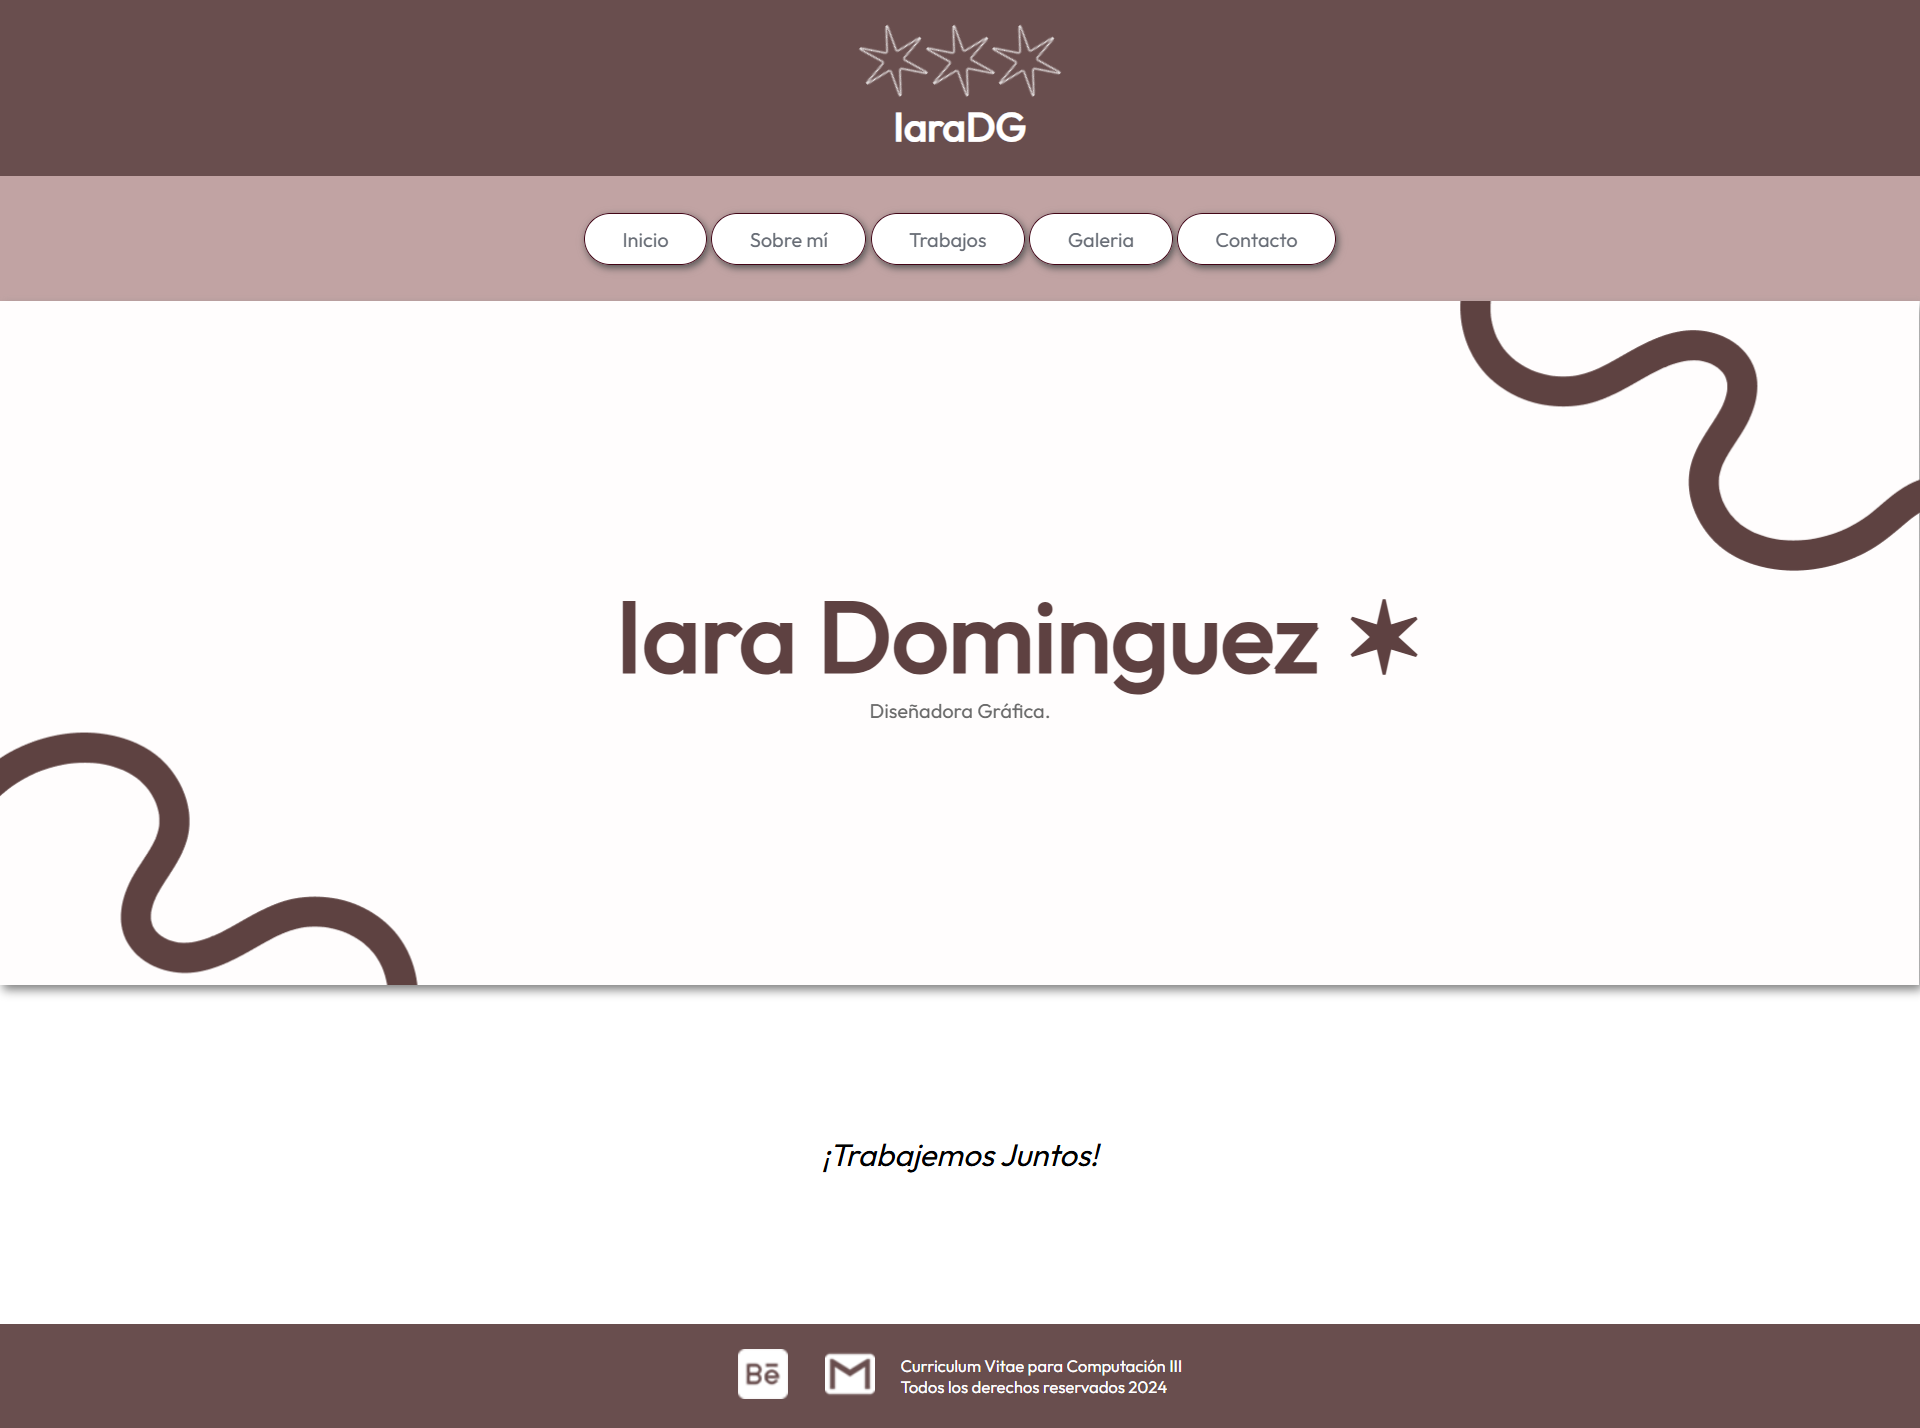 IaraDG
Inicio
Sobre mí
Trabajos
Galeria
Contacto
Iara Dominguez
Diseñadora Gráfica.
¡Trabajemos Juntos!
Bē
Curriculum Vitae para Computación III
Todos los derechos reservados 2024